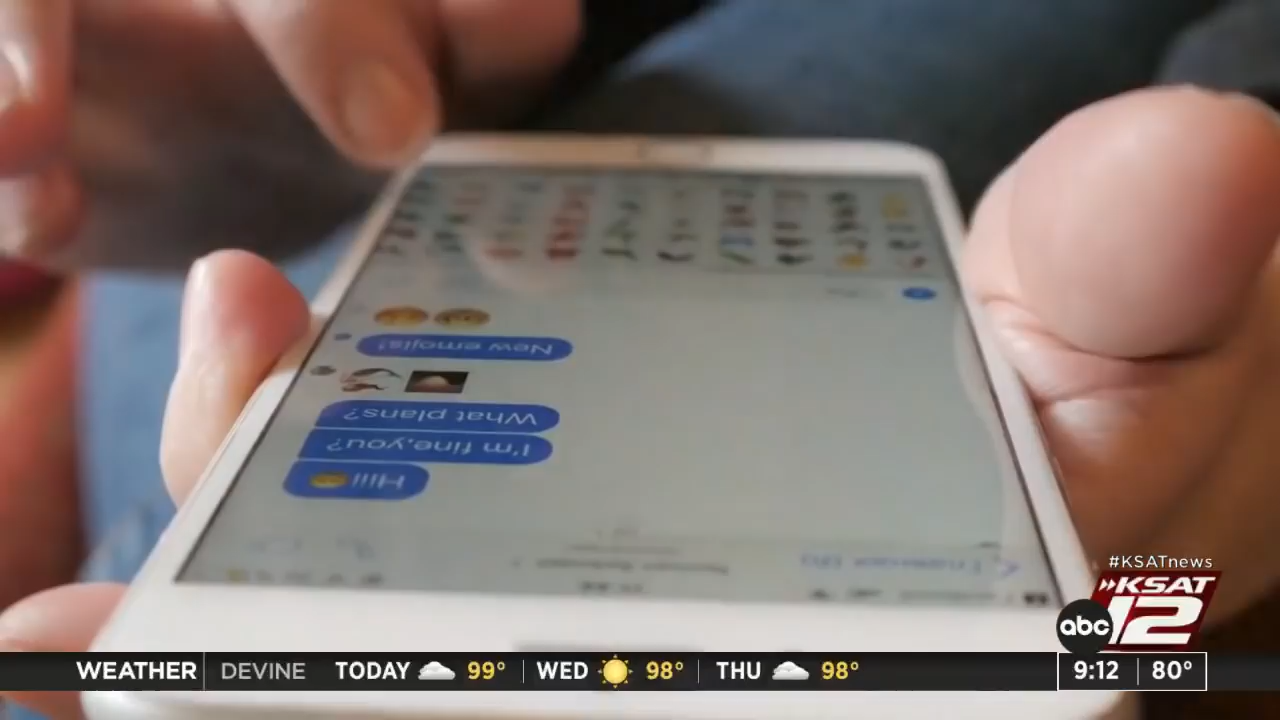 New emojis!
What plans?
I'm fine,you?
Hiii
#KSATnews
KSAT
abc 12
WEATHER DEVINE TODAY 99° WED 98° THU 98° 9:12 80°